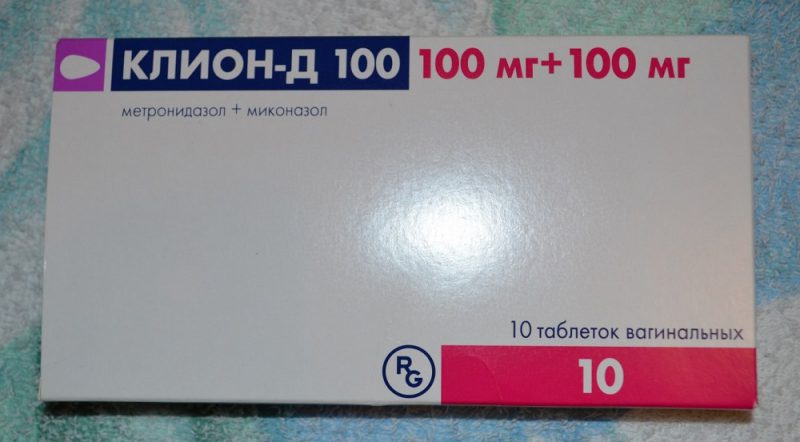 КЛИОН-Д 100 100 мг+100 мг
метронидазол + миконазол
10 таблеток вагинальных
RG 10